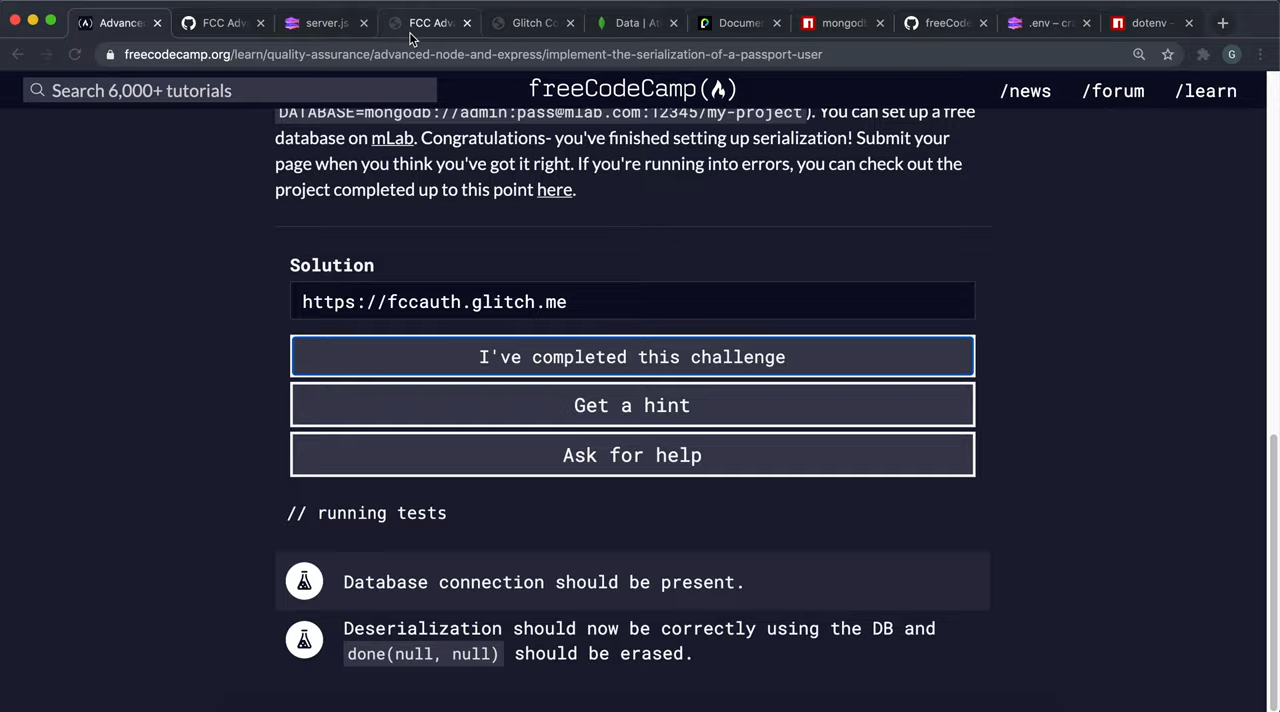 Advanced
FCC Adv
server.js
FCC Adv
Glitch Co
Data | At
Documen
mongodb
freeCode
.env – cr
dotenv -
freecodecamp.org/learn/quality-assurance/advanced-node-and-express/implement-the-serialization-of-a-passport-user
G
Search 6,000+ tutorials
freeCodeCamp
/news
/forum
/learn
DATABASE=mongodb://admin:pass@mlab.com:12345/my-project). You can set up a free
database on mLab. Congratulations- you've finished setting up serialization! Submit your
page when you think you've got it right. If you're running into errors, you can check out the
project completed up to this point here.
Solution
https://fccauth.glitch.me
I've completed this challenge
Get a hint
Ask for help
// running tests
Database connection should be present.
Deserialization should now be correctly using the DB and
done(null, null) should be erased.